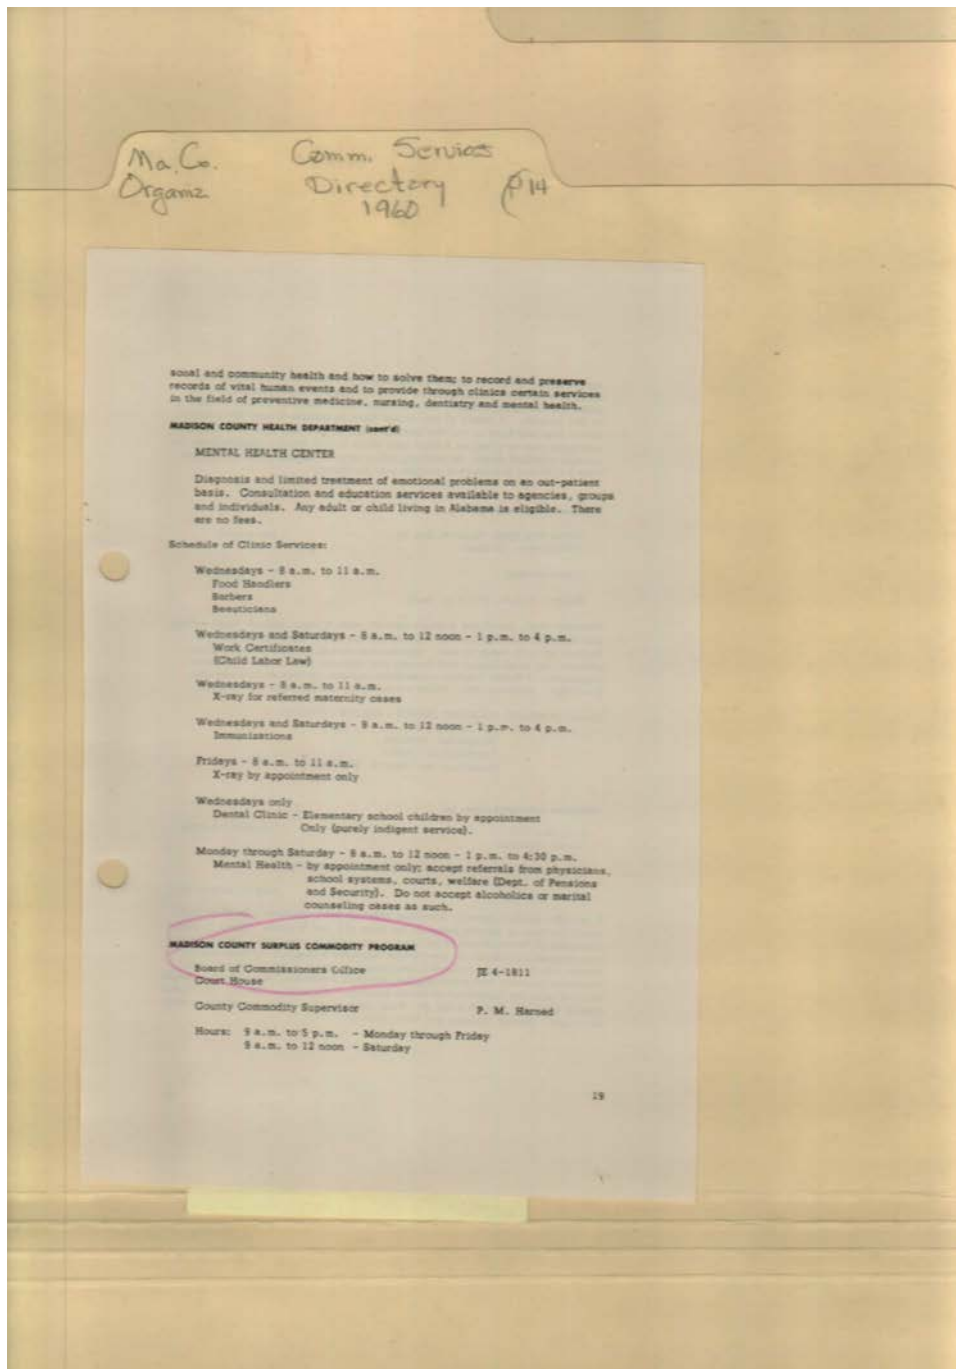 Ma. Co. Comm. Services
Organz Directory p14
1960
sonal and community health and how to solve them; to record and preserve
records of vital human events and to provide through clinics certain services
in the field of preventive medicine, nursing, dentistry and mental health.
MADISON COUNTY HEALTH DEPARTMENT (cont'd)
MENTAL HEALTH CENTER
Diagnosis and limited treatment of emotional problems on an out-patient
basis. Consultation and education services available to agencies, groups
and individuals. Any adult or child living in Alabama is eligible. There
are no fees.
Schedule of Clinic Services:
Wednesdays - 8 a.m. to 11 a.m.
Food Handlers
Barbers
Beauticians
Wednesdays and Saturdays - 8 a.m. to 12 noon - 1 p.m. to 4 p.m.
Work Certificates
(Child Labor Law)
Wednesdays - 8 a.m. to 11 a.m.
X-ray for referred maternity cases
Wednesdays and Saturdays - 8 a.m. to 12 noon - 1 p.m. to 4 p.m.
Immunizations
Fridays - 8 a.m. to 11 a.m.
X-ray by appointment only
Wednesdays only
Dental Clinic - Elementary school children by appointment
Only (purely indigent service).
Monday through Saturday - 8 a.m. to 12 noon - 1 p.m. to 4:30 p.m.
Mental Health - by appointment only; accept referrals from physicians,
school systems, courts, welfare (Dept. of Pensions
and Security). Do not accept alcoholics or marital
counseling cases as such.
MADISON COUNTY SURPLUS COMMODITY PROGRAM
Board of Commissioners Office JE 4-1811
Court House
County Commodity Supervisor P. M. Harned
Hours: 9 a.m. to 5 p.m. - Monday through Friday
9 a.m. to 12 noon - Saturday
19